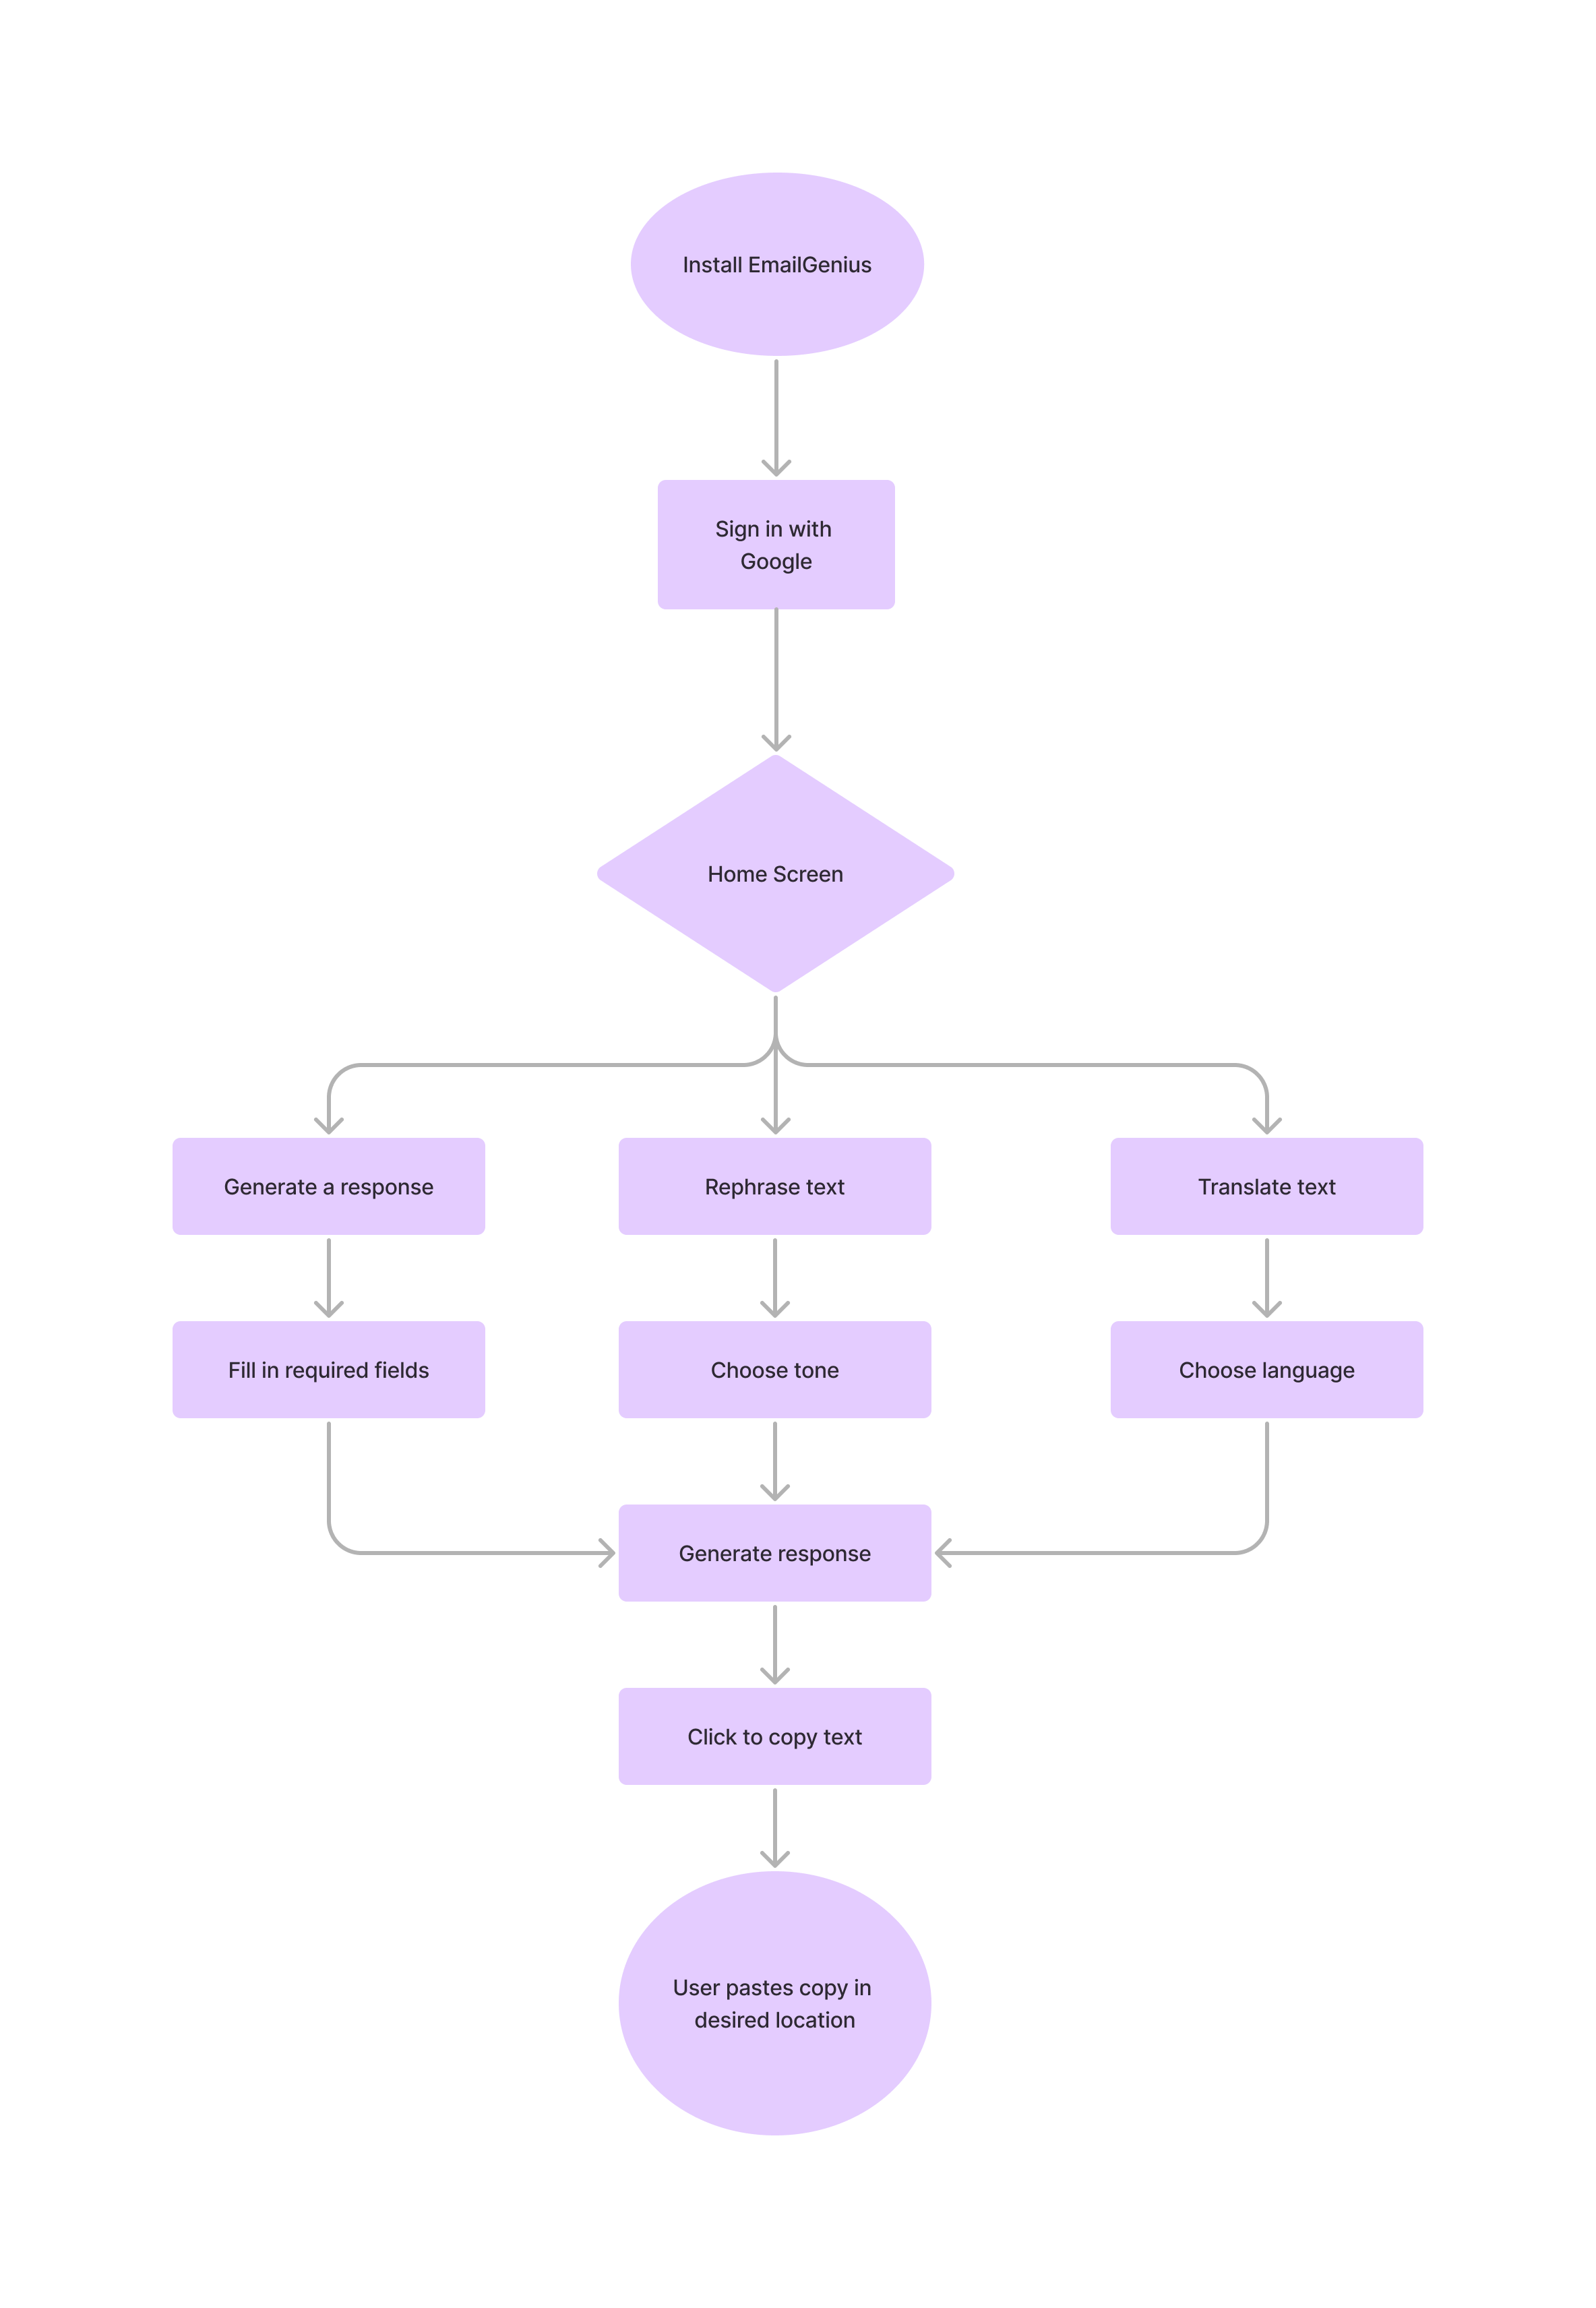 Install EmailGenius
Sign in with
Google
Home Screen
Generate a response
Rephrase text
Translate text
Fill in required fields
Choose tone
Choose language
Generate response
Click to copy text
User pastes copy in
desired location